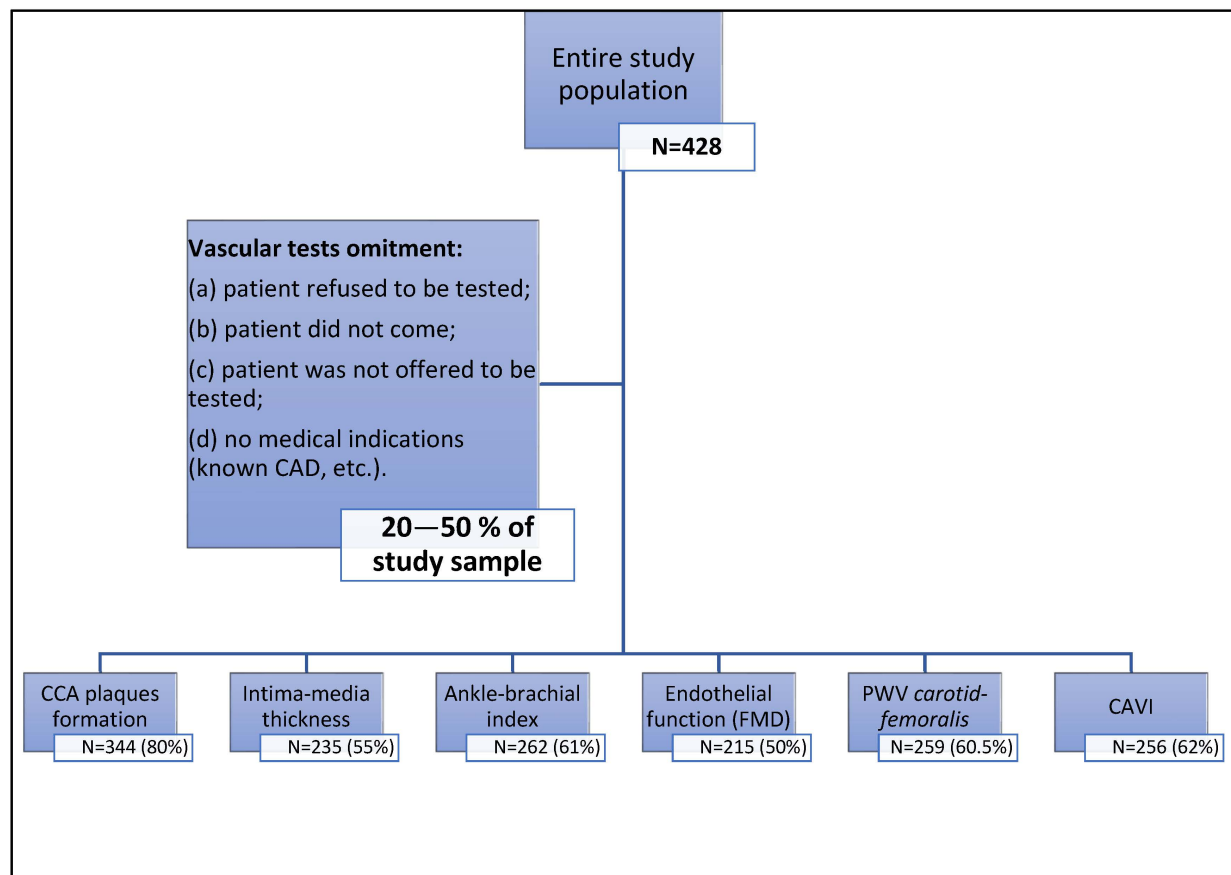 Entire study
population
N=428
Vascular tests omitment:
(a) patient refused to be tested;
(b) patient did not come;
(c) patient was not offered to be
tested;
(d) no medical indications
(known CAD, etc.).
20—50 % of
study sample
CCA plaques
formation
N=344 (80%)
Intima-media
thickness
N=235 (55%)
Ankle-brachial
index
N=262 (61%)
Endothelial
function (FMD)
N=215 (50%)
PWV carotid-
femoralis
N=259 (60.5%)
CAVI
N=256 (62%)